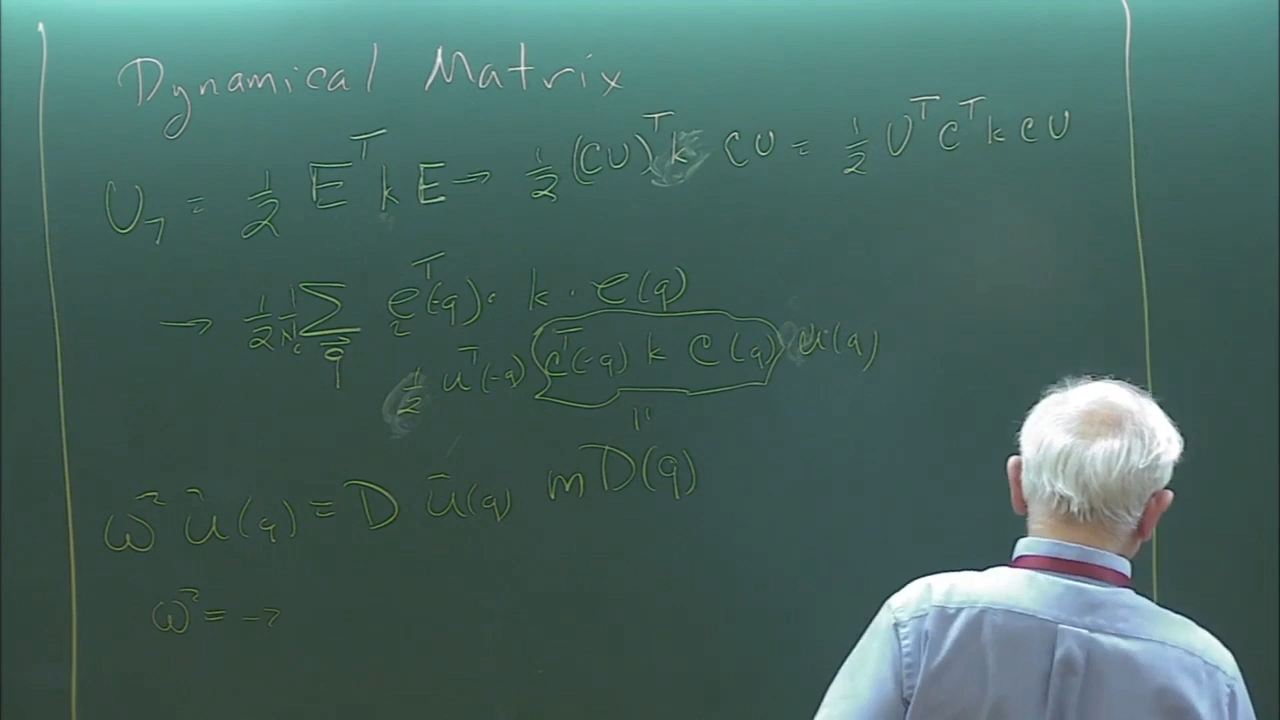 Dynamical Matrix
U₇ = 1/2 Eᵀ k E → 1/2 (CU)ᵀ k CU = 1/2 Uᵀ Cᵀ k C U
→ 1/2 1/N_c Σ_q⃗ eᵀ(-q) · k · e(q)
1/2 uᵀ(-q) Cᵀ(-q) k C(q) u(q)
"
ω² ū(q) = D ū(q) mD(q)
ω² = →